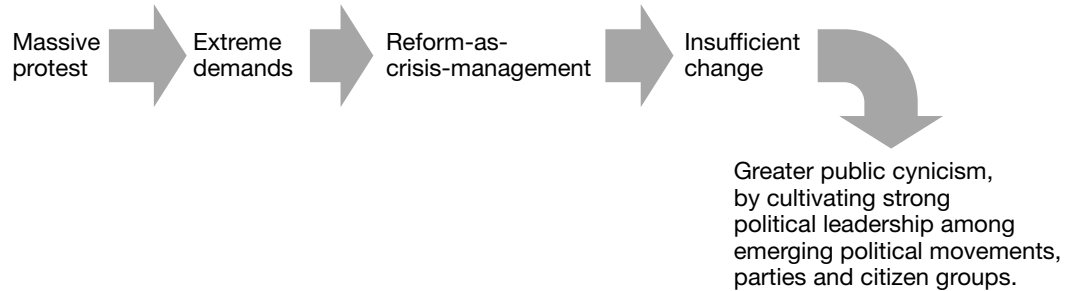 Massive
protest
Extreme
demands
Reform-as-
crisis-management
Insufficient
change
Greater public cynicism,
by cultivating strong
political leadership among
emerging political movements,
parties and citizen groups.